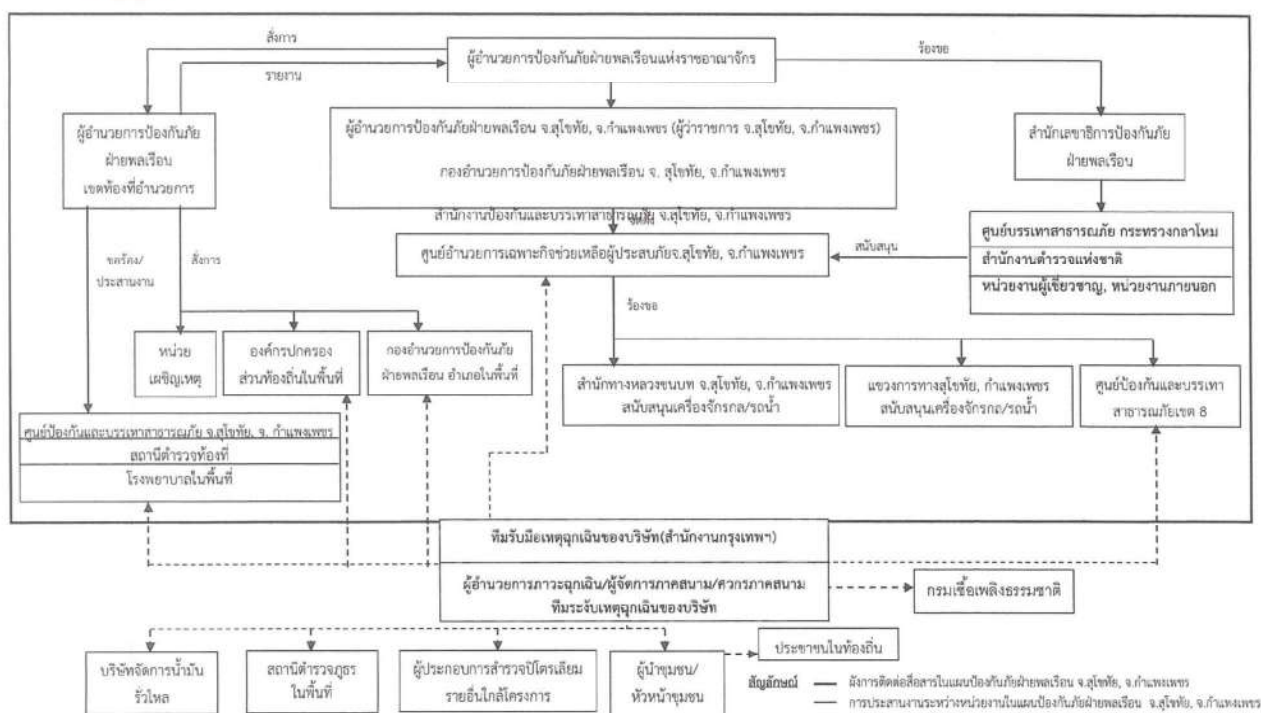 สั่งการ
ร้องขอ
ผู้อำนวยการป้องกันภัยฝ่ายพลเรือนแห่งราชอาณาจักร
รายงาน
ผู้อำนวยการป้องกันภัย
ฝ่ายพลเรือน
เขตท้องที่อำนวยการ
ผู้อำนวยการป้องกันภัยฝ่ายพลเรือน จ.สุโขทัย, จ.กำแพงเพชร (ผู้ว่าราชการ จ.สุโขทัย, จ.กำแพงเพชร)
กองอำนวยการป้องกันภัยฝ่ายพลเรือน จ. สุโขทัย, จ.กำแพงเพชร
สำนักงานป้องกันและบรรเทาสาธารณภัย จ.สุโขทัย, จ.กำแพงเพชร
สำนักเลขาธิการป้องกันภัย
ฝ่ายพลเรือน
ศูนย์อำนวยการเฉพาะกิจช่วยเหลือผู้ประสบภัยจ.สุโขทัย, จ.กำแพงเพชร
สนับสนุน
ศูนย์บรรเทาสาธารณภัย กระทรวงกลาโหม
สำนักงานตำรวจแห่งชาติ
หน่วยงานผู้เชี่ยวชาญ, หน่วยงานภายนอก
ขอร้อง/
ประสานงาน
สั่งการ
ร้องขอ
หน่วย
เผชิญเหตุ
องค์กรปกครอง
ส่วนท้องถิ่นในพื้นที่
กองอำนวยการป้องกันภัย
ฝ่ายพลเรือน อำเภอในพื้นที่
สำนักทางหลวงชนบท จ.สุโขทัย, จ.กำแพงเพชร
สนับสนุนเครื่องจักรกล/รถน้ำ
แขวงการทางสุโขทัย, กำแพงเพชร
สนับสนุนเครื่องจักรกล/รถน้ำ
ศูนย์ป้องกันและบรรเทา
สาธารณภัยเขต 8
ศูนย์ป้องกันและบรรเทาสาธารณภัย จ.สุโขทัย, จ. กำแพงเพชร
สถานีตำรวจท้องที่
โรงพยาบาลในพื้นที่
ทีมรับมือเหตุฉุกเฉินของบริษัท(สำนักงานกรุงเทพฯ)
ผู้อำนวยการภาวะฉุกเฉิน/ผู้จัดการภาคสนาม/ศวกรภาคสนาม
ทีมระงับเหตุฉุกเฉินของบริษัท
กรมเชื้อเพลิงธรรมชาติ
บริษัทจัดการน้ำมัน
รั่วไหล
สถานีตำรวจภูธร
ในพื้นที่
ผู้ประกอบการสำรวจปิโตรเลียม
รายอื่นใกล้โครงการ
ผู้นำชุมชน/
หัวหน้าชุมชน
ประชาชนในท้องถิ่น
สัญลักษณ์
ผังการติดต่อสื่อสารในแผนป้องกันภัยฝ่ายพลเรือน จ.สุโขทัย, จ.กำแพงเพชร
การประสานงานระหว่างหน่วยงานในแผนป้องกันภัยฝ่ายพลเรือน จ.สุโขทัย, จ.กำแพงเพชร